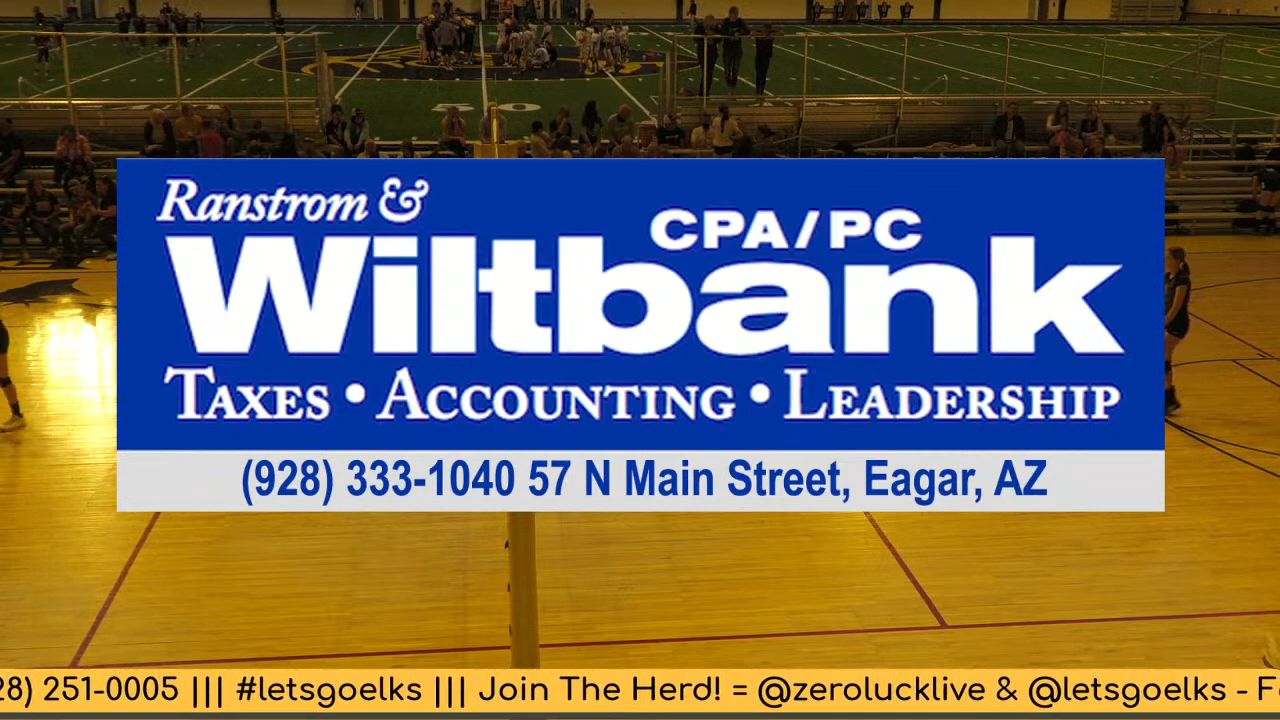 Ranstrom &
CPA/PC
Wiltbank
Taxes • Accounting • Leadership
(928) 333-1040 57 N Main Street, Eagar, AZ
28) 251-0005 ||| #letsgoelks ||| Join The Herd! = @zerolucklive & @letsgoelks - F
50